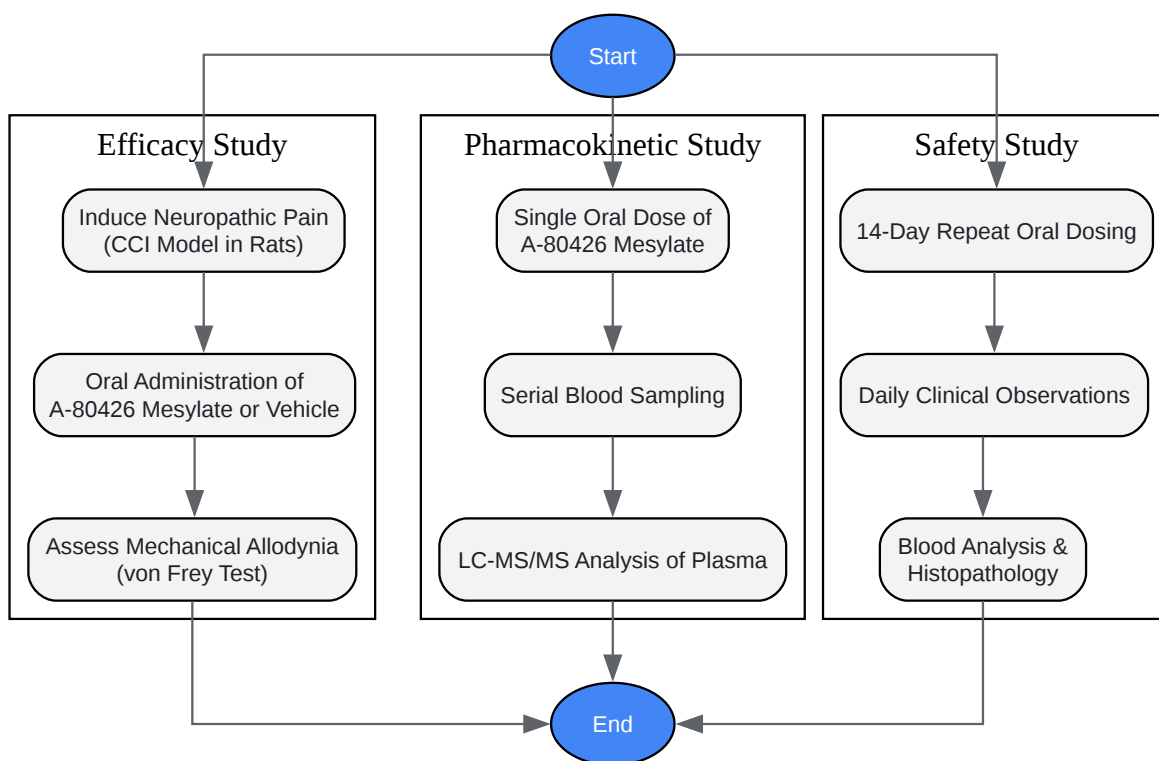 Start
Efficacy Study
Induce Neuropathic Pain
(CCI Model in Rats)
Oral Administration of
A-80426 Mesylate or Vehicle
Assess Mechanical Allodynia
(von Frey Test)
Pharmacokinetic Study
Single Oral Dose of
A-80426 Mesylate
Serial Blood Sampling
LC-MS/MS Analysis of Plasma
Safety Study
14-Day Repeat Oral Dosing
Daily Clinical Observations
Blood Analysis &
Histopathology
End